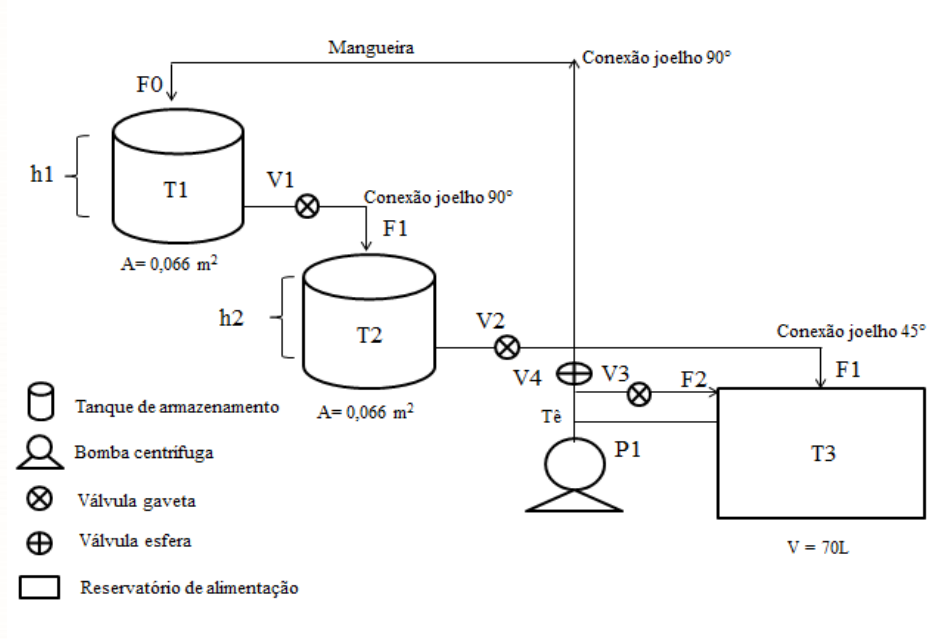 Mangueira
Conexão joelho 90°
F0
h1
T1
V1
Conexão joelho 90°
F1
A= 0,066 m²
h2
T2
V2
Conexão joelho 45°
F1
V4
V3
F2
Tê
P1
T3
A= 0,066 m²
V = 70L
Tanque de armazenamento
Bomba centrífuga
Válvula gaveta
Válvula esfera
Reservatório de alimentação